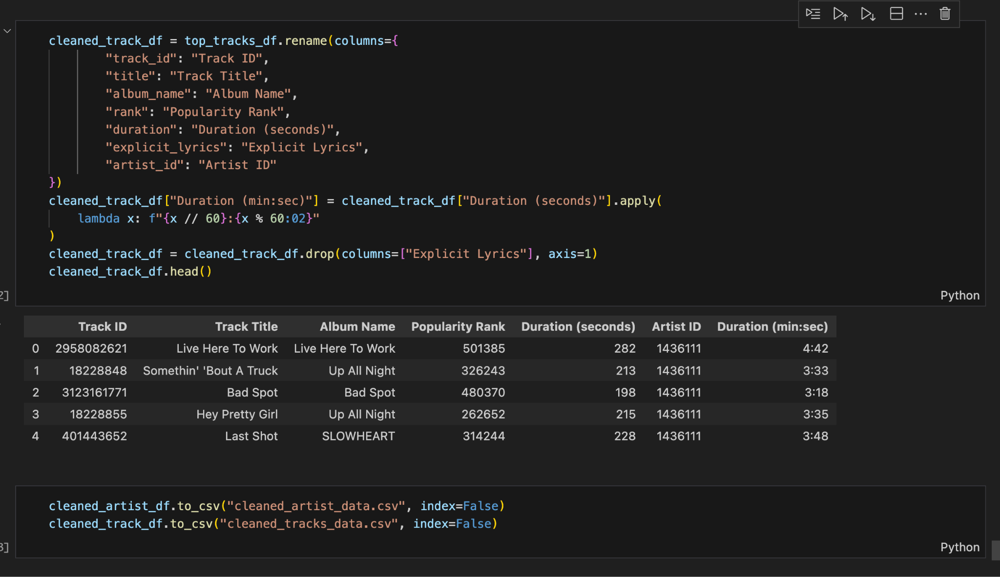 cleaned_track_df = top_tracks_df.rename(columns={
"track_id": "Track ID",
"title": "Track Title",
"album_name": "Album Name",
"rank": "Popularity Rank",
"duration": "Duration (seconds)",
"explicit_lyrics": "Explicit Lyrics",
"artist_id": "Artist ID"
})
cleaned_track_df["Duration (min:sec)"] = cleaned_track_df["Duration (seconds)"].apply(
lambda x: f"{x // 60}:{x % 60:02}"
)
cleaned_track_df = cleaned_track_df.drop(columns=["Explicit Lyrics"], axis=1)
cleaned_track_df.head()
2]
Python
Track ID Track Title Album Name Popularity Rank Duration (seconds) Artist ID Duration (min:sec)
0 2958082621 Live Here To Work Live Here To Work 501385 282 1436111 4:42
1 18228848 Somethin' 'Bout A Truck Up All Night 326243 213 1436111 3:33
2 3123161771 Bad Spot Bad Spot 480370 198 1436111 3:18
3 18228855 Hey Pretty Girl Up All Night 262652 215 1436111 3:35
4 401443652 Last Shot SLOWHEART 314244 228 1436111 3:48
cleaned_artist_df.to_csv("cleaned_artist_data.csv", index=False)
cleaned_track_df.to_csv("cleaned_tracks_data.csv", index=False)
3]
Python